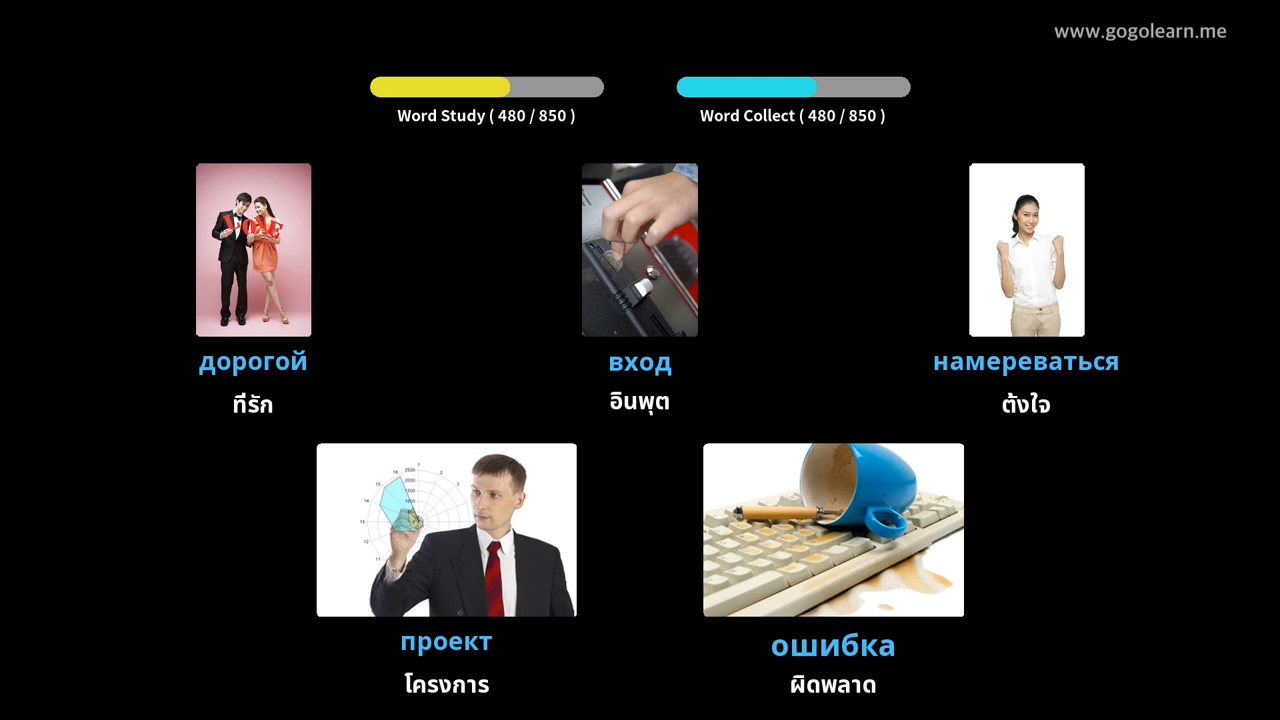 www.gogolearn.me
Word Study ( 480 / 850 )
Word Collect ( 480 / 850 )
дорогой
ที่รัก
вход
อินพุต
намереваться
ตั้งใจ
проект
โครงการ
ошибка
ผิดพลาด